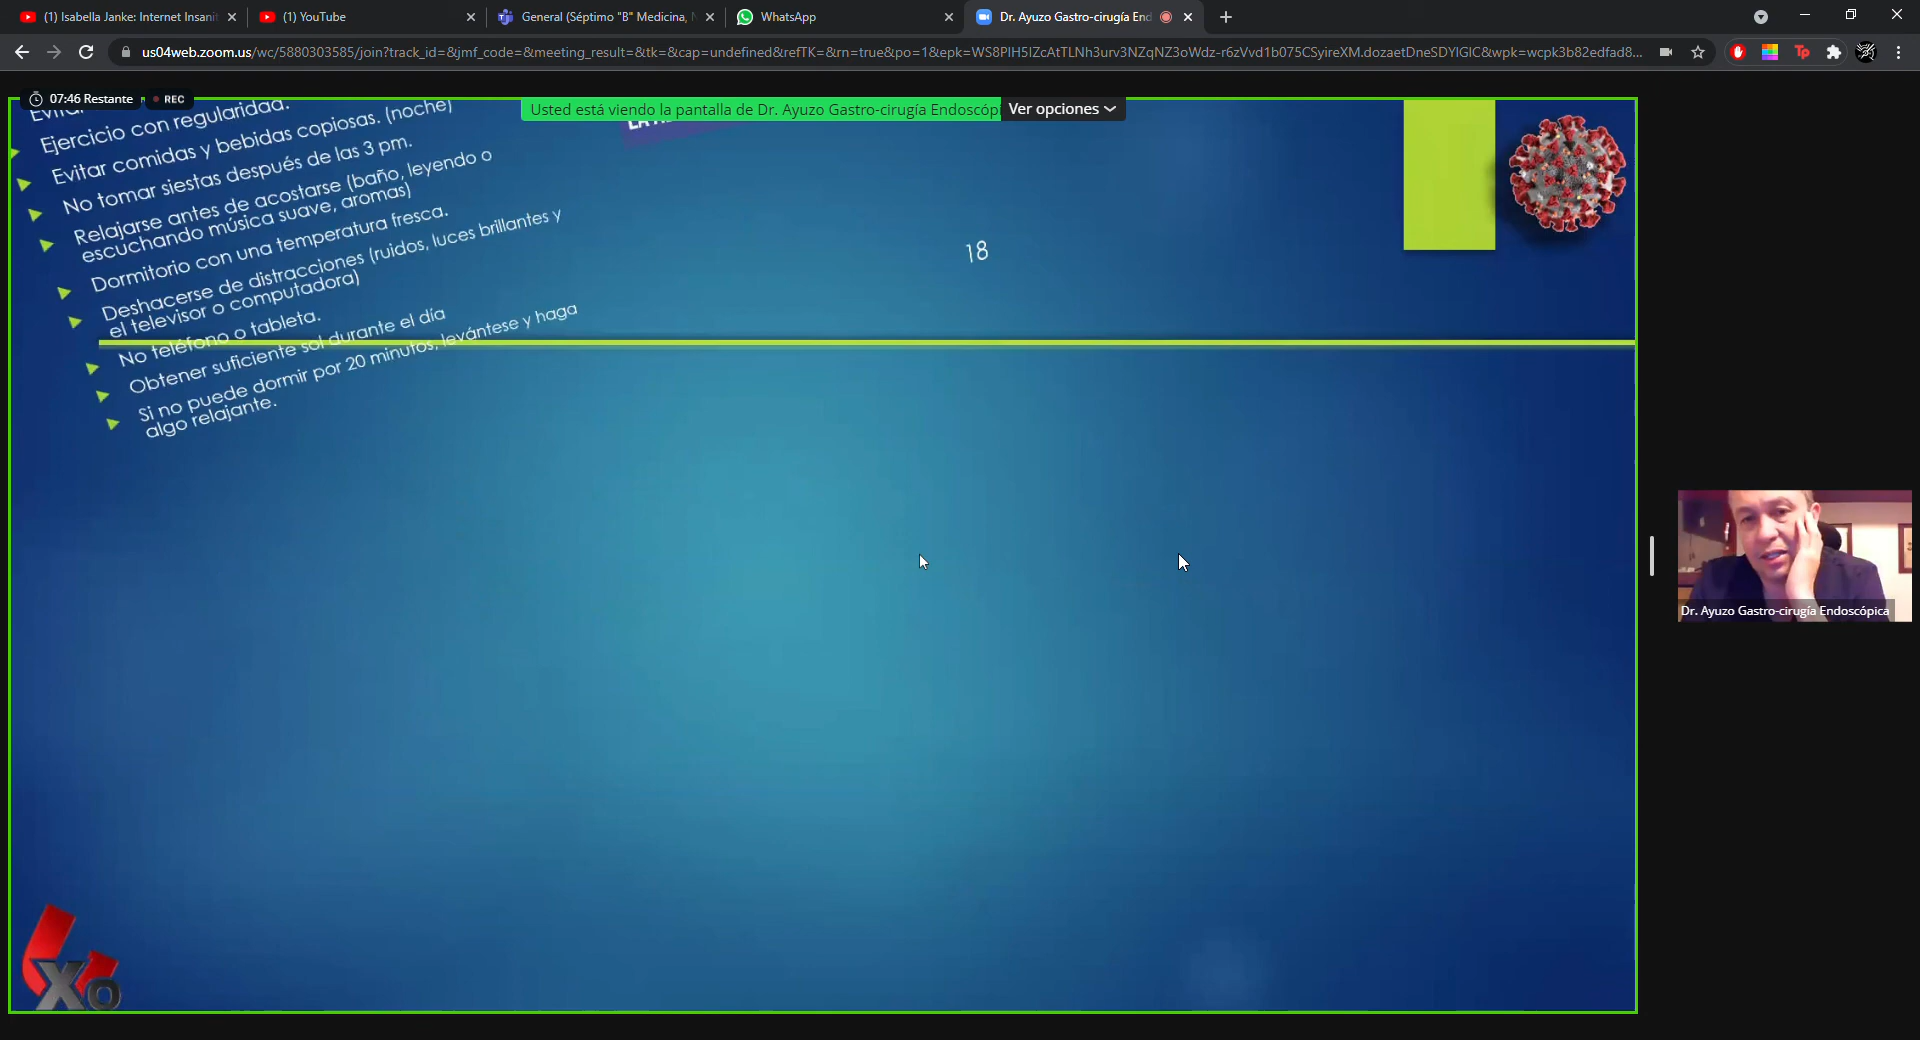 (1) Isabella Janke: Internet Insanit
(1) YouTube
General (Séptimo "B" Medicina, N
WhatsApp
Dr. Ayuzo Gastro-cirugía End
us04web.zoom.us/wc/5880303585/join?track_id=&jmf_code=&meeting_result=&tk=&cap=undefined&refTK=&rn=true&po=1&epk=WS8PIH5IZcAtTLNh3urv3NZqNZ3oWdz-r6zVvd1b075CSyireXM.dozaetDneSDYlGlC&wpk=wcpk3b82edfad8...
07:46 Restante
REC
Usted está viendo la pantalla de Dr. Ayuzo Gastro-cirugía Endoscópi
Ver opciones
Ejercicio con regularidad.
Evitar comidas y bebidas copiosas. (noche)
No tomar siestas después de las 3 pm.
Relajarse antes de acostarse (baño, leyendo o
escuchando música suave, aromas)
Dormitorio con una temperatura fresca.
Deshacerse de distracciones (ruidos, luces brillantes y
el televisor o computadora)
No teléfono o tableta.
Obtener suficiente sol durante el día
Si no puede dormir por 20 minutos, levántese y haga
algo relajante.
18
Xo
Dr. Ayuzo Gastro-cirugía Endoscópica